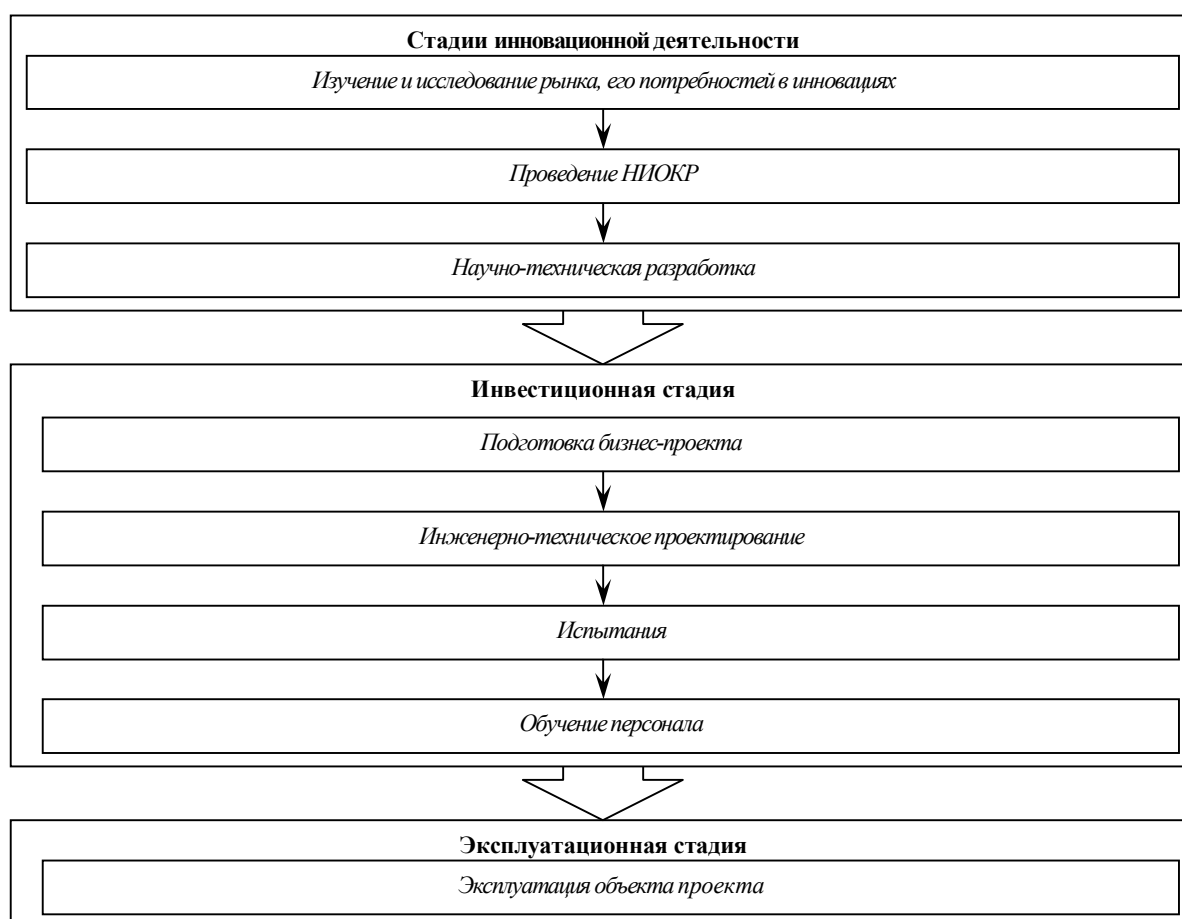 Стадии инновационной деятельности
Изучение и исследование рынка, его потребностей в инновациях
Проведение НИОКР
Научно-техническая разработка
Инвестиционная стадия
Подготовка бизнес-проекта
Инженерно-техническое проектирование
Испытания
Обучение персонала
Эксплуатационная стадия
Эксплуатация объекта проекта